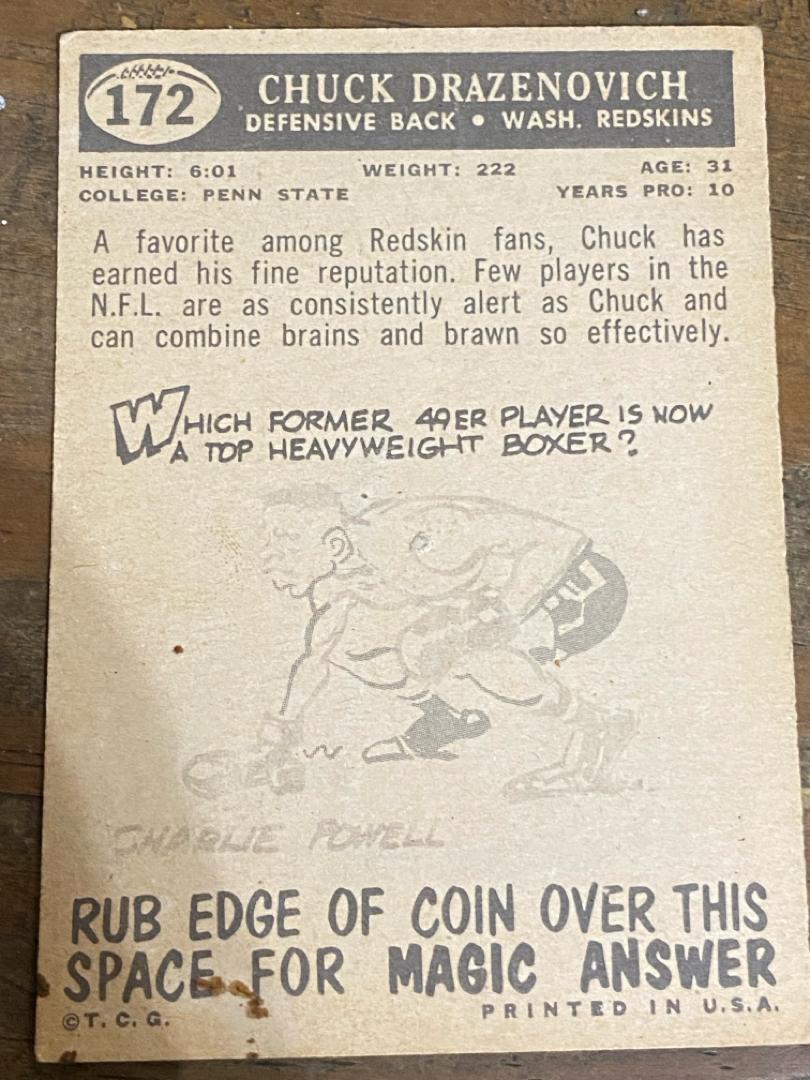 172
CHUCK DRAZENOVICH
DEFENSIVE BACK • WASH. REDSKINS
HEIGHT: 6:01 WEIGHT: 222 AGE: 31
COLLEGE: PENN STATE YEARS PRO: 10
A favorite among Redskin fans, Chuck has
earned his fine reputation. Few players in the
N.F.L. are as consistently alert as Chuck and
can combine brains and brawn so effectively.
WHICH FORMER 49ER PLAYER IS NOW
A TOP HEAVYWEIGHT BOXER?
CHARLIE POWELL
RUB EDGE OF COIN OVER THIS
SPACE FOR MAGIC ANSWER
©T. C. G. PRINTED IN U.S.A.